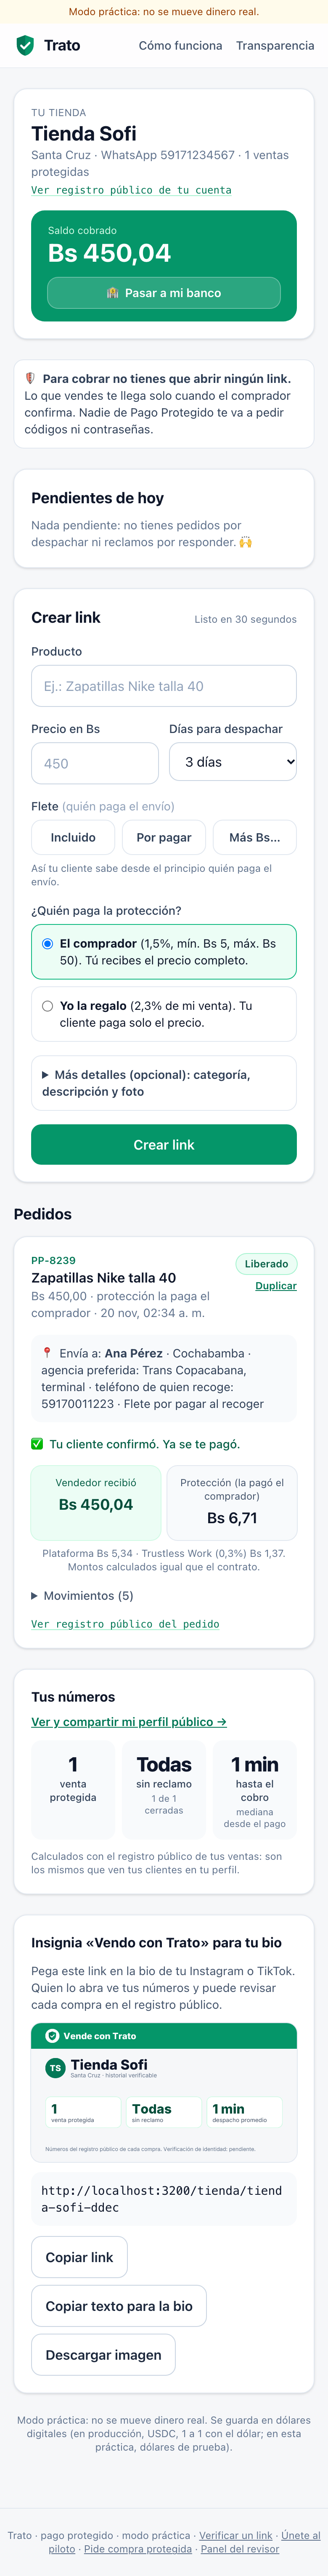 Modo práctica: no se mueve dinero real.
Trato
Cómo funciona Transparencia
TU TIENDA
Tienda Sofi
Santa Cruz · WhatsApp 59171234567 · 1 ventas
protegidas
Ver registro público de tu cuenta
Saldo cobrado
Bs 450,04
Pasar a mi banco
Para cobrar no tienes que abrir ningún link.
Lo que vendes te llega solo cuando el comprador
confirma. Nadie de Pago Protegido te va a pedir
códigos ni contraseñas.
Pendientes de hoy
Nada pendiente: no tienes pedidos por
despachar ni reclamos por responder. 🙌
Crear link
Listo en 30 segundos
Producto
Ej.: Zapatillas Nike talla 40
Precio en Bs
Días para despachar
450
3 días
Flete (quién paga el envío)
Incluido
Por pagar
Más Bs...
Así tu cliente sabe desde el principio quién paga el
envío.
¿Quién paga la protección?
El comprador (1,5%, mín. Bs 5, máx. Bs
50). Tú recibes el precio completo.
Yo la regalo (2,3% de mi venta). Tu
cliente paga solo el precio.
▶ Más detalles (opcional): categoría,
descripción y foto
Crear link
Pedidos
PP-8239
Liberado
Zapatillas Nike talla 40
Duplicar
Bs 450,00 · protección la paga el
comprador · 20 nov, 02:34 a. m.
📍 Envía a: Ana Pérez · Cochabamba ·
agencia preferida: Trans Copacabana,
terminal · teléfono de quien recoge:
59170011223 · Flete por pagar al recoger
✅ Tu cliente confirmó. Ya se te pagó.
Vendedor recibió
Bs 450,04
Protección (la pagó el
comprador)
Bs 6,71
Plataforma Bs 5,34 · Trustless Work (0,3%) Bs 1,37.
Montos calculados igual que el contrato.
▶ Movimientos (5)
Ver registro público del pedido
Tus números
Ver y compartir mi perfil público →
1
venta
protegida
Todas
sin reclamo
1 de 1
cerradas
1 min
hasta el
cobro
mediana
desde el pago
Calculados con el registro público de tus ventas: son
los mismos que ven tus clientes en tu perfil.
Insignia «Vendo con Trato» para tu bio
Pega este link en la bio de tu Instagram o TikTok.
Quien lo abra ve tus números y puede revisar
cada compra en el registro público.
Vende con Trato
TS
Tienda Sofi
Santa Cruz · historial verificable
1
venta protegida
Todas
sin reclamo
1 min
despacho promedio
Números del registro público de cada compra. Verificación de identidad: pendiente.
http://localhost:3200/tienda/tiend
a-sofi-ddec
Copiar link
Copiar texto para la bio
Descargar imagen
Modo práctica: no se mueve dinero real. Se guarda en dólares
digitales (en producción, USDC, 1 a 1 con el dólar; en esta
práctica, dólares de prueba).
Trato · pago protegido · modo práctica · Verificar un link · Únete al
piloto · Pide compra protegida · Panel del revisor